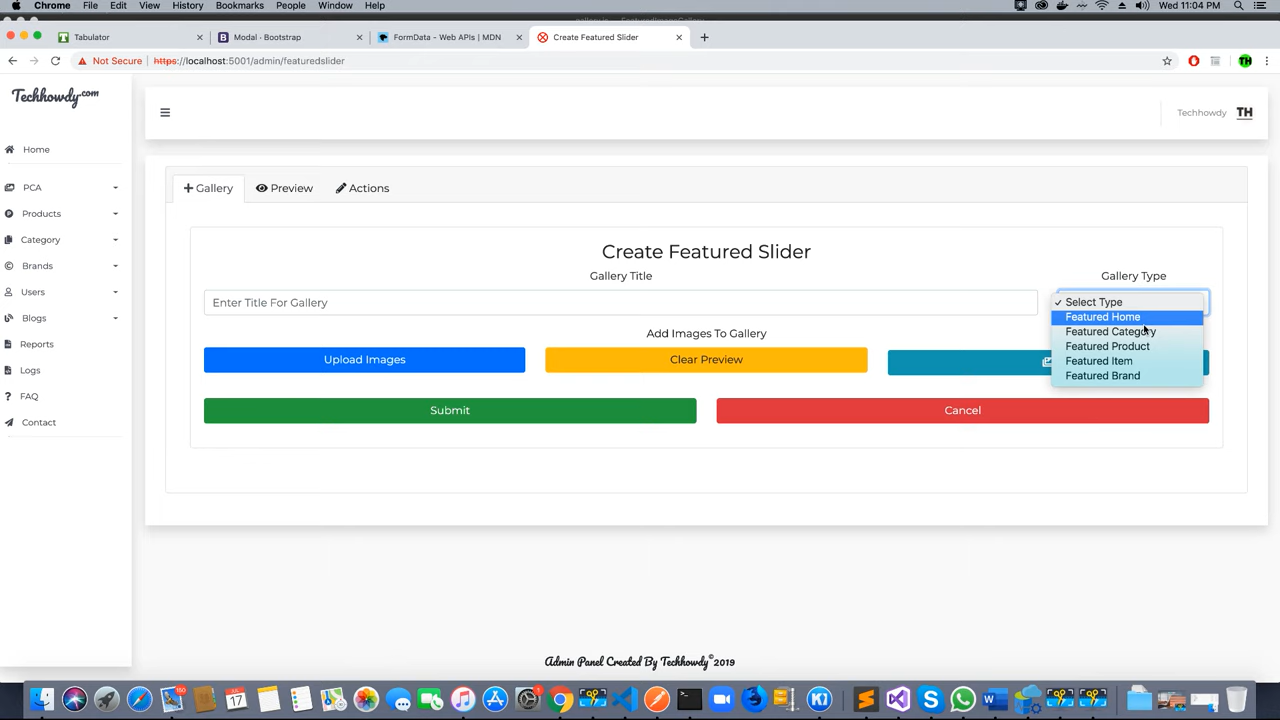 Chrome File Edit View History Bookmarks People Window Help Wed 11:04 PM
Tabulator Modal · Bootstrap FormData - Web APIs | MDN Create Featured Slider
Not Secure https://localhost:5001/admin/featuredslider
Techhowdy.com
Techhowdy TH
Home
PCA
Products
Category
Brands
Users
Blogs
Reports
Logs
FAQ
Contact
Gallery Preview Actions
Create Featured Slider
Gallery Title Gallery Type
Enter Title For Gallery
Select Type
Featured Home
Featured Category
Featured Product
Featured Item
Featured Brand
Add Images To Gallery
Upload Images Clear Preview
Submit Cancel
Admin Panel Created By Techhowdy©2019